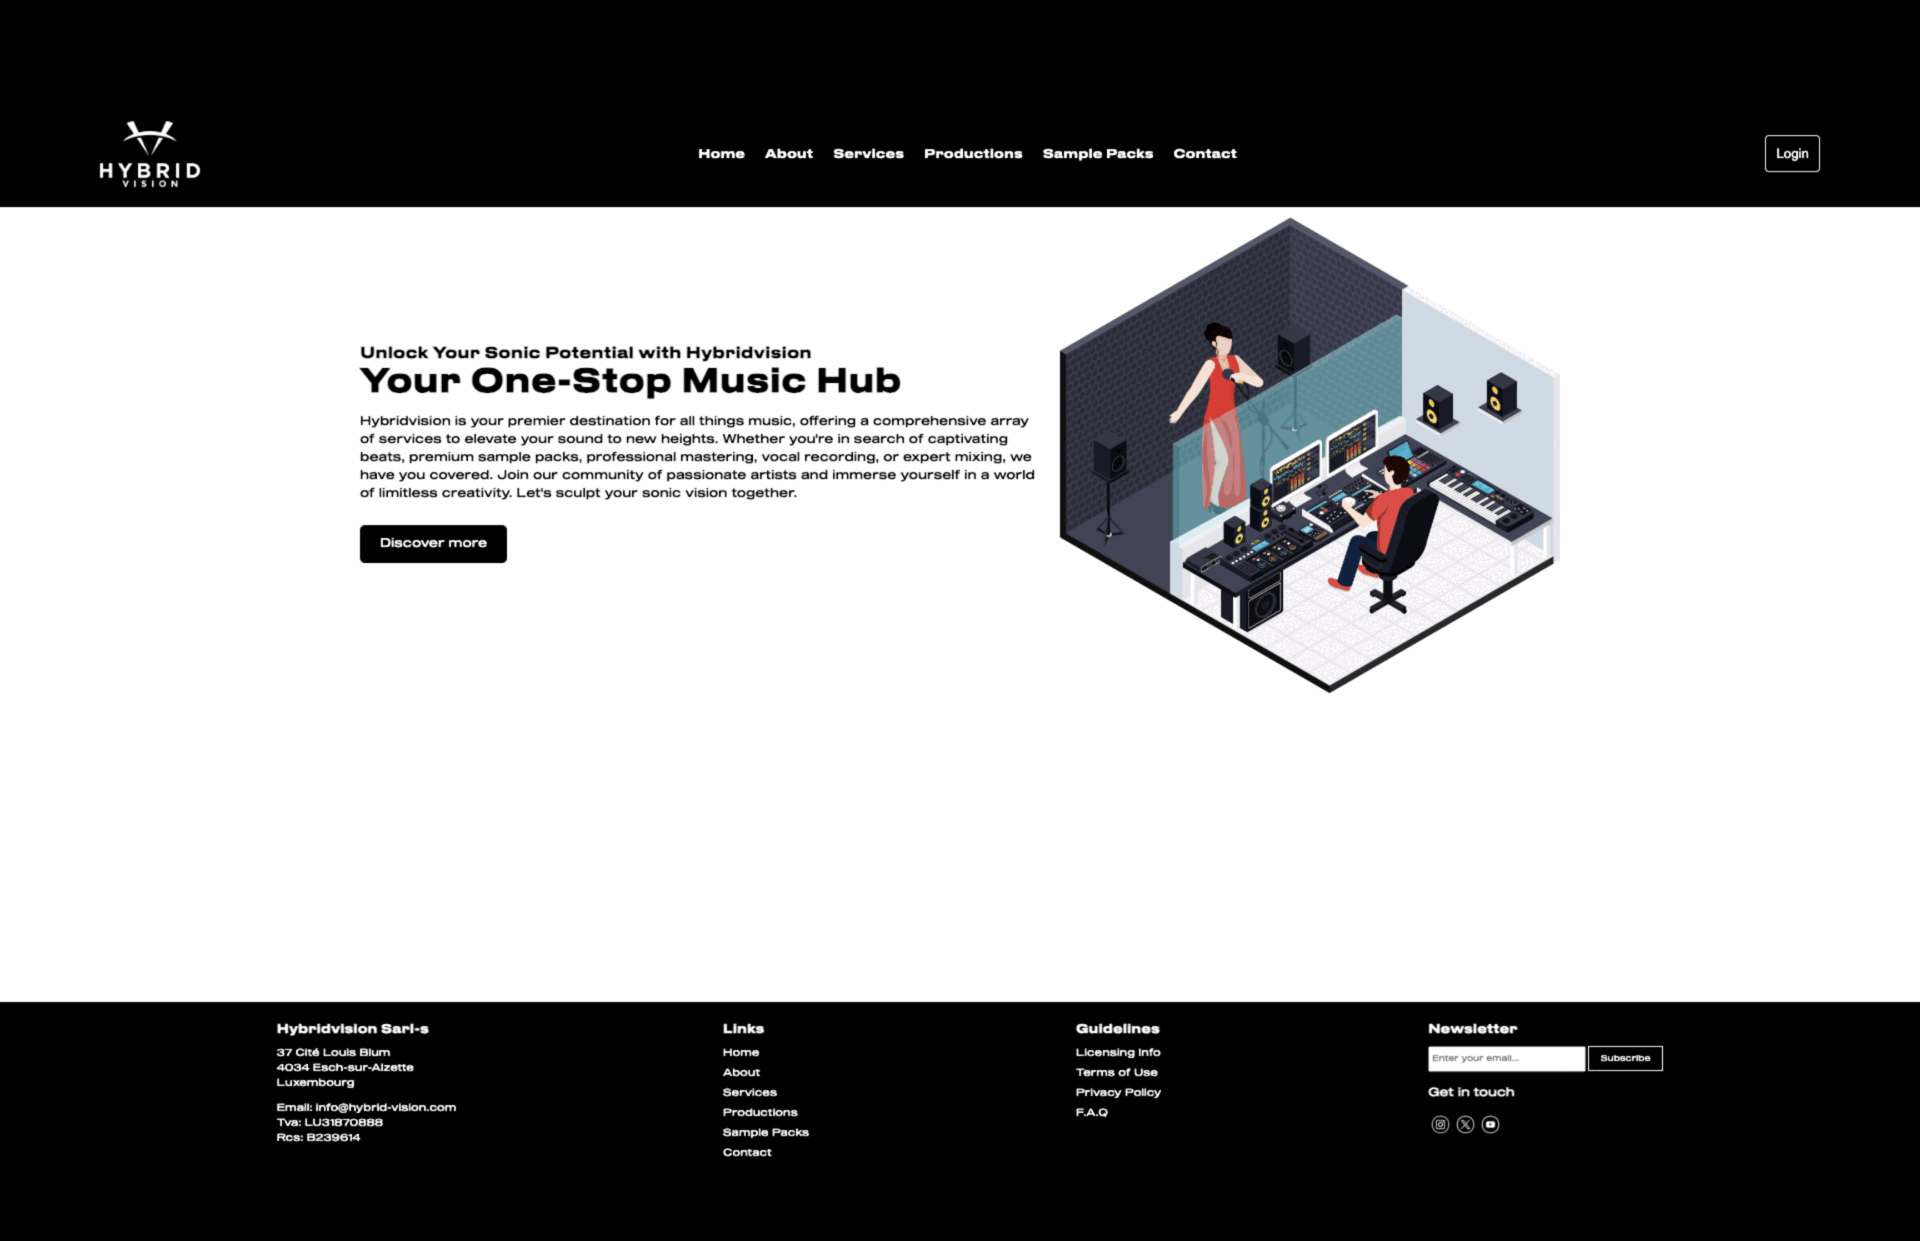 HYBRID
VISION
Home About Services Productions Sample Packs Contact
Login
Unlock Your Sonic Potential with Hybridvision
Your One-Stop Music Hub
Hybridvision is your premier destination for all things music, offering a comprehensive array
of services to elevate your sound to new heights. Whether you're in search of captivating
beats, premium sample packs, professional mastering, vocal recording, or expert mixing, we
have you covered. Join our community of passionate artists and immerse yourself in a world
of limitless creativity. Let's sculpt your sonic vision together.
Discover more
Hybridvision Sarl-s
37 Cité Louis Blum
4034 Esch-sur-Alzette
Luxembourg
Email: info@hybrid-vision.com
Tva: LU31870888
Rcs: B239614
Links
Home
About
Services
Productions
Sample Packs
Contact
Guidelines
Licensing Info
Terms of Use
Privacy Policy
F.A.Q
Newsletter
Enter your email...
Subscribe
Get in touch